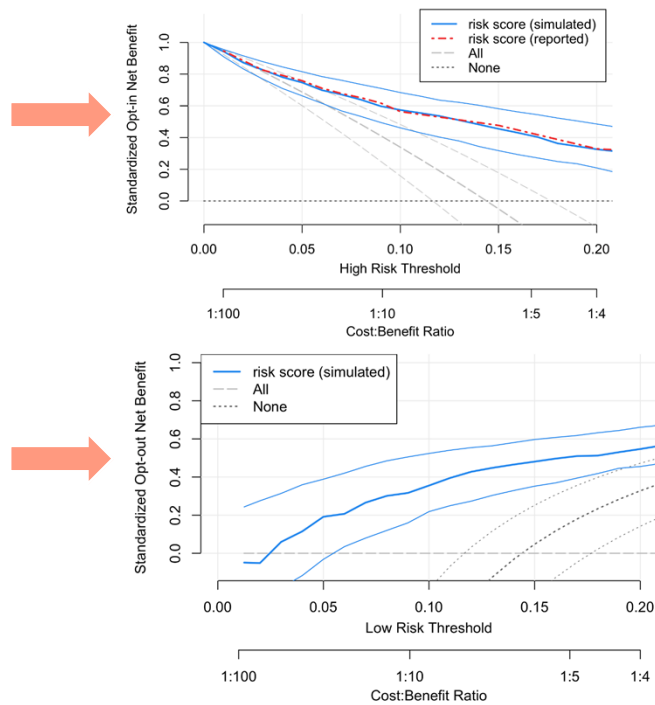 Standardized Opt-in Net Benefit
risk score (simulated)
risk score (reported)
All
None
1.0
0.8
0.6
0.4
0.2
0.0
0.00 0.05 0.10 0.15 0.20
High Risk Threshold
1:100 1:10 1:5 1:4
Cost:Benefit Ratio
Standardized Opt-out Net Benefit
risk score (simulated)
All
None
1.0
0.8
0.6
0.4
0.2
0.0
0.00 0.05 0.10 0.15 0.20
Low Risk Threshold
1:100 1:10 1:5 1:4
Cost:Benefit Ratio